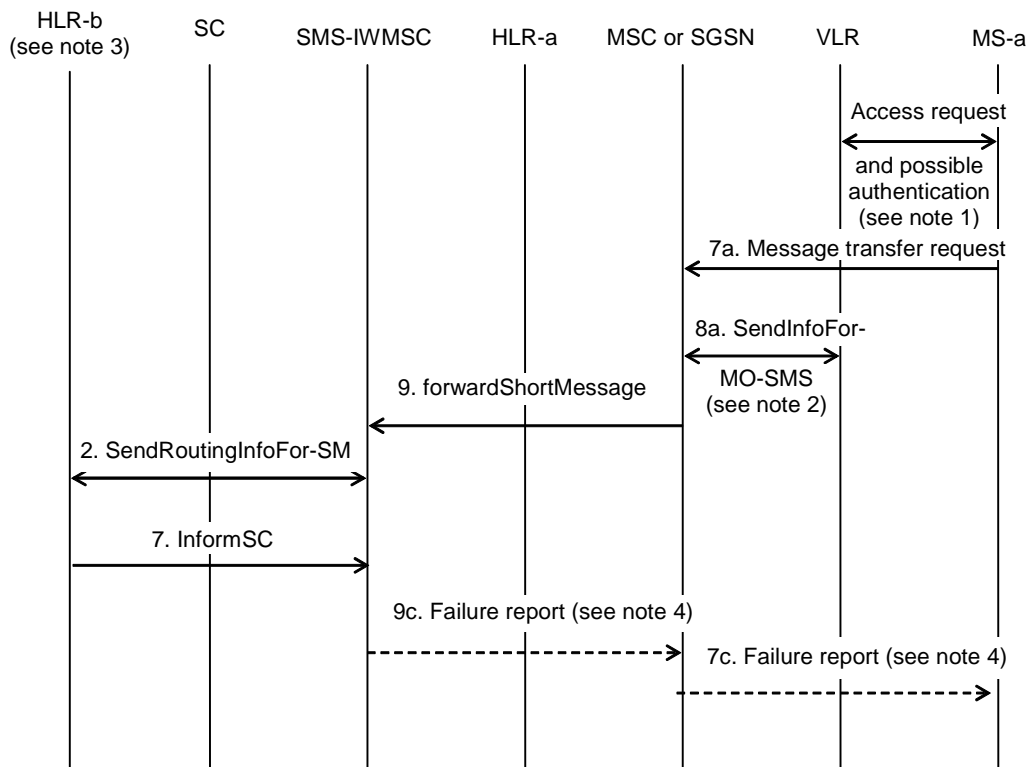 HLR-b
(see note 3)
SC
SMS-IWMSC
HLR-a
MSC or SGSN
VLR
MS-a
Access request
and possible
authentication
(see note 1)
7a. Message transfer request
8a. SendInfoFor-
MO-SMS
(see note 2)
9. forwardShortMessage
2. SendRoutingInfoFor-SM
7. InformSC
9c. Failure report (see note 4)
7c. Failure report (see note 4)